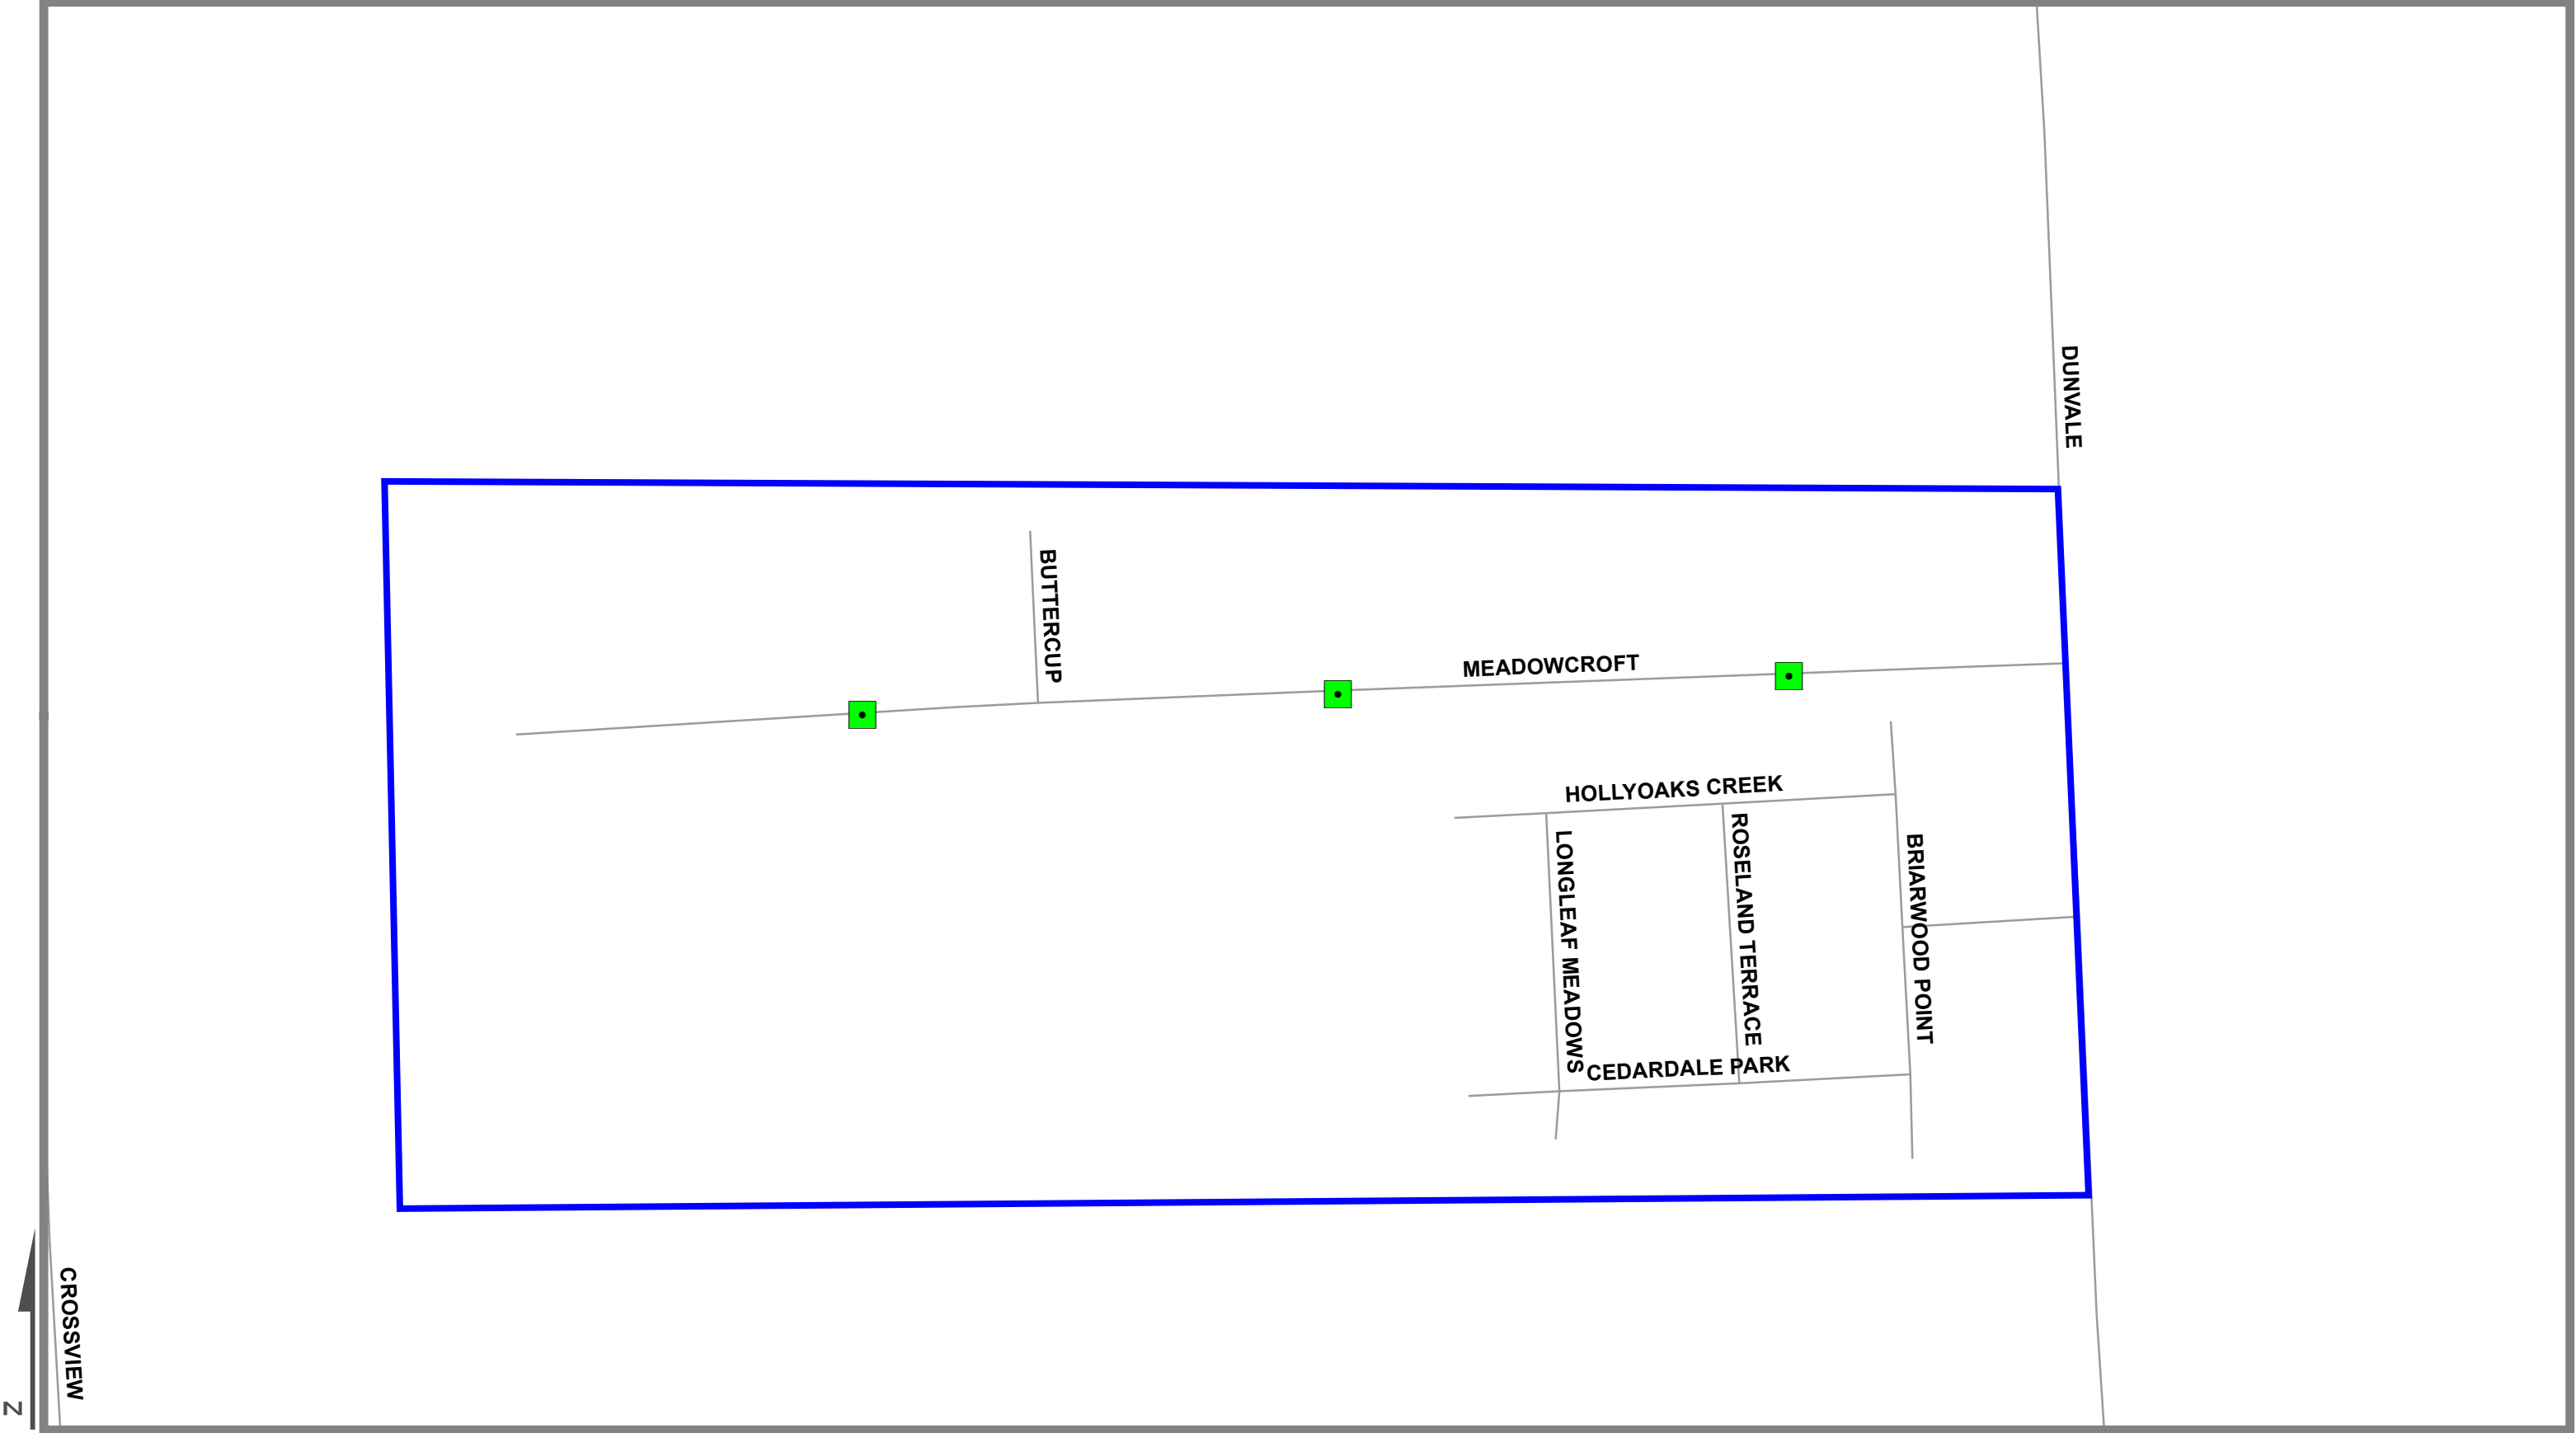 DUNVALE
BUTTERCUP
MEADOWCROFT
HOLLYOAKS CREEK
LONGLEAF MEADOWS
ROSELAND TERRACE
BRIARWOOD POINT
CEDARDALE PARK
CROSSVIEW
N